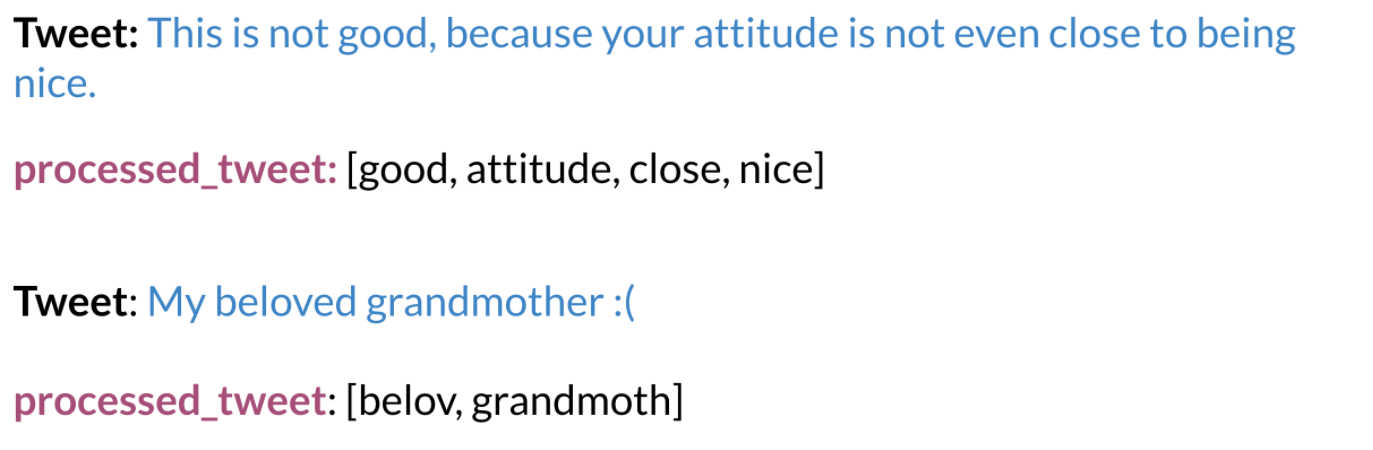 Tweet: This is not good, because your attitude is not even close to being
nice.
processed_tweet: [good, attitude, close, nice]
Tweet: My beloved grandmother :(
processed_tweet: [belov, grandmoth]